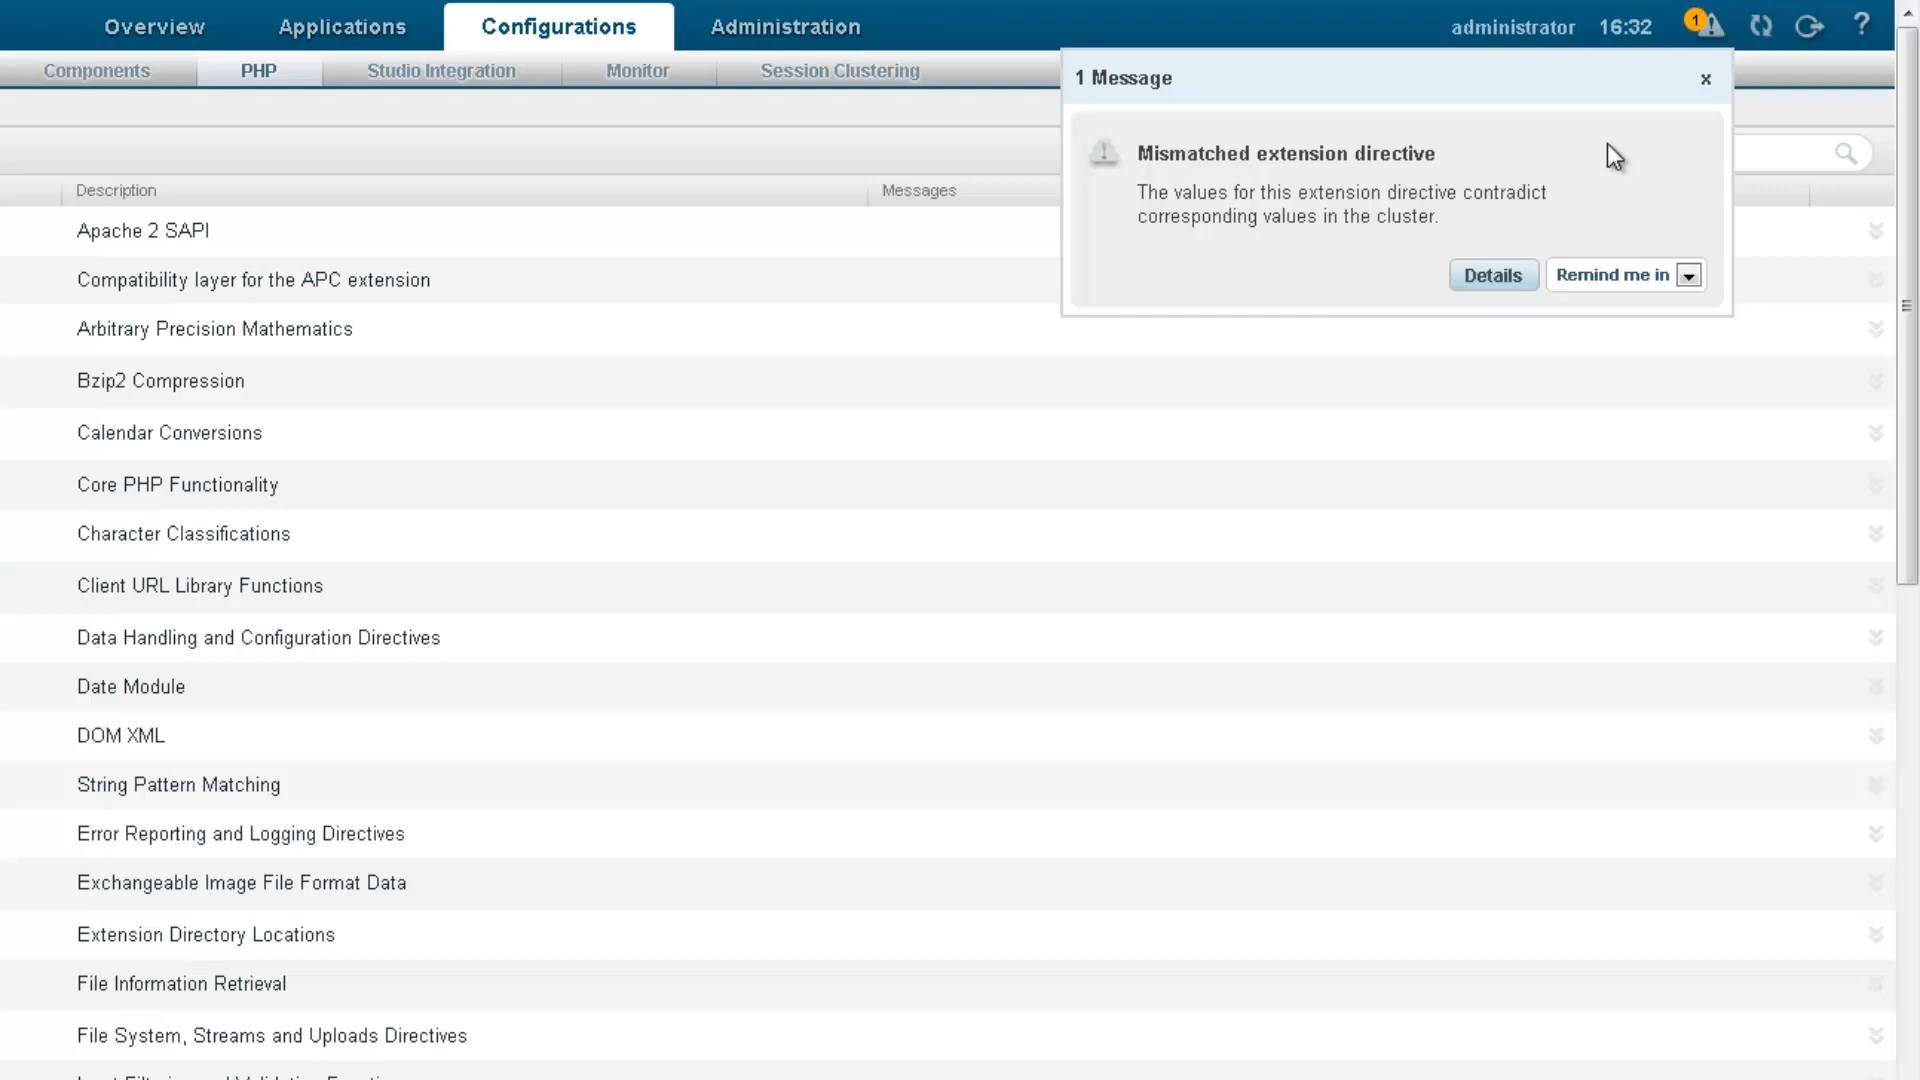 Overview Applications Configurations Administration administrator 16:32 1 ?
Components PHP Studio Integration Monitor Session Clustering
1 Message x
Mismatched extension directive
The values for this extension directive contradict
corresponding values in the cluster.
Details Remind me in
Description Messages
Apache 2 SAPI
Compatibility layer for the APC extension
Arbitrary Precision Mathematics
Bzip2 Compression
Calendar Conversions
Core PHP Functionality
Character Classifications
Client URL Library Functions
Data Handling and Configuration Directives
Date Module
DOM XML
String Pattern Matching
Error Reporting and Logging Directives
Exchangeable Image File Format Data
Extension Directory Locations
File Information Retrieval
File System, Streams and Uploads Directives